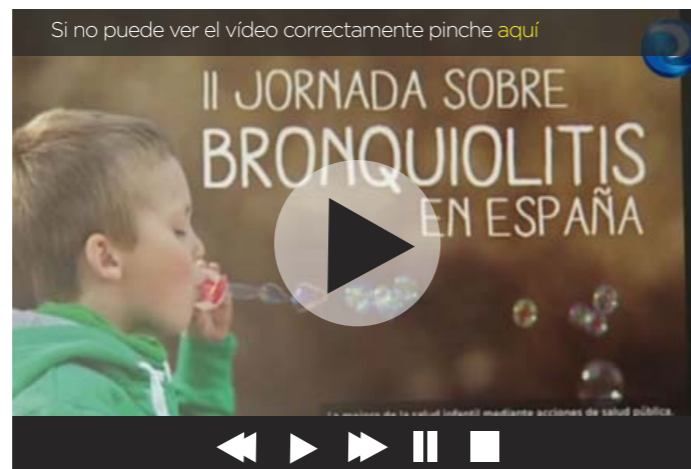 Si no puede ver el vídeo correctamente pinche aquí
II JORNADA SOBRE
BRONQUIOLITIS
EN ESPAÑA
La mejora de la salud infantil mediante acciones de salud pública.